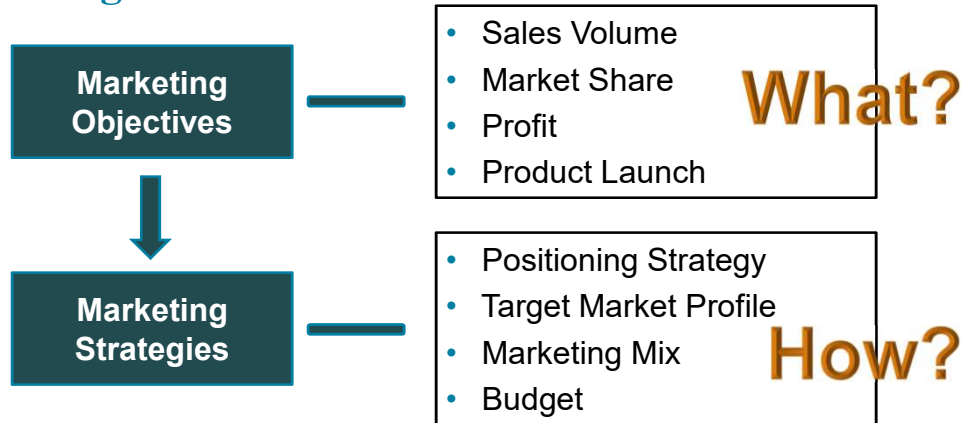 Marketing
Objectives
• Sales Volume
• Market Share
• Profit
• Product Launch
What?
Marketing
Strategies
• Positioning Strategy
• Target Market Profile
• Marketing Mix
• Budget
How?